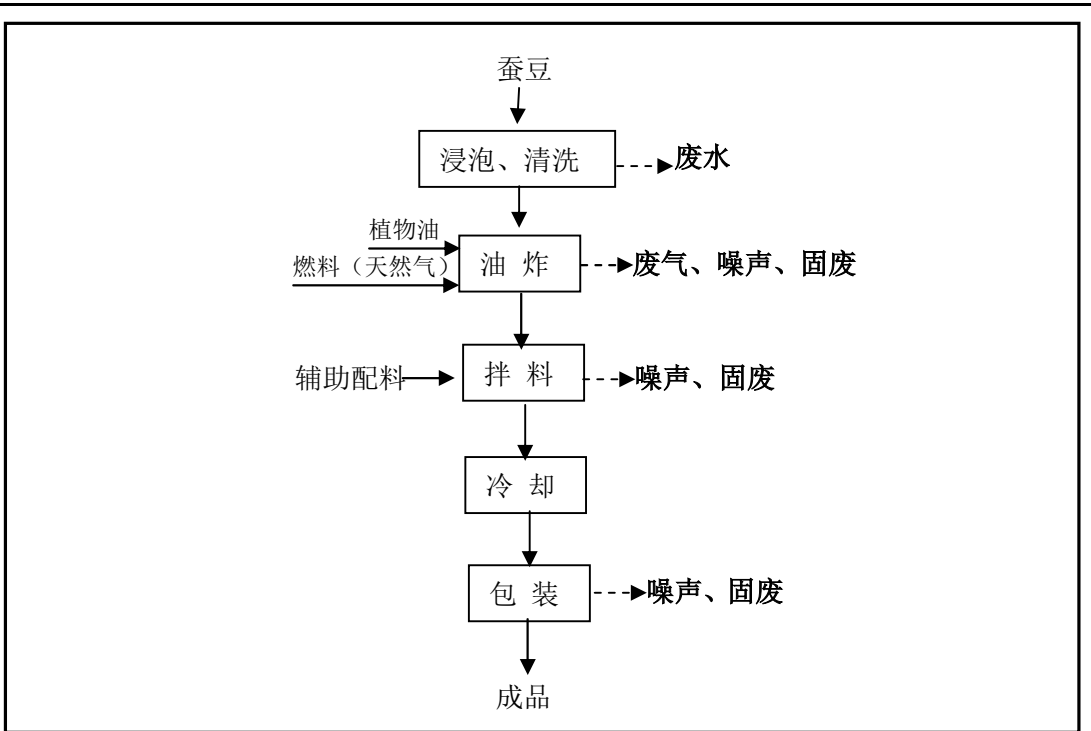 蚕豆
浸泡、清洗
废水
植物油
燃料（天然气）
油 炸
废气、噪声、固废
辅助配料
拌 料
噪声、固废
冷 却
包 装
噪声、固废
成品